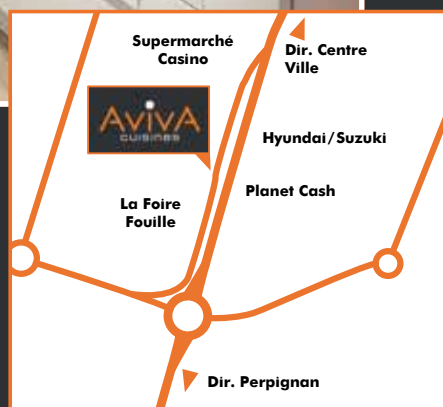 Supermarché
Casino
Dir. Centre
Ville
AvivA
CUISINES
Hyundai/Suzuki
Planet Cash
La Foire
Fouille
Dir. Perpignan